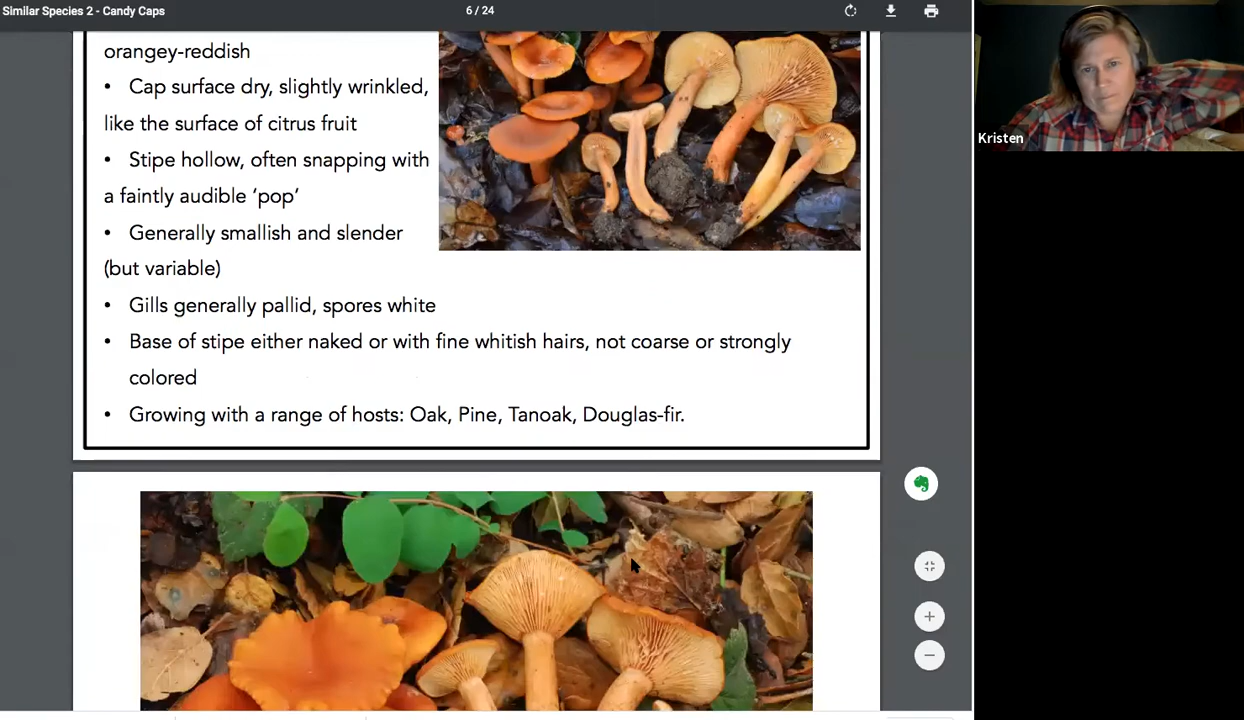 Similar Species 2 - Candy Caps
6 / 24
orangey-reddish
• Cap surface dry, slightly wrinkled,
like the surface of citrus fruit
• Stipe hollow, often snapping with
a faintly audible ‘pop’
• Generally smallish and slender
(but variable)
• Gills generally pallid, spores white
• Base of stipe either naked or with fine whitish hairs, not coarse or strongly
colored
• Growing with a range of hosts: Oak, Pine, Tanoak, Douglas-fir.
Kristen